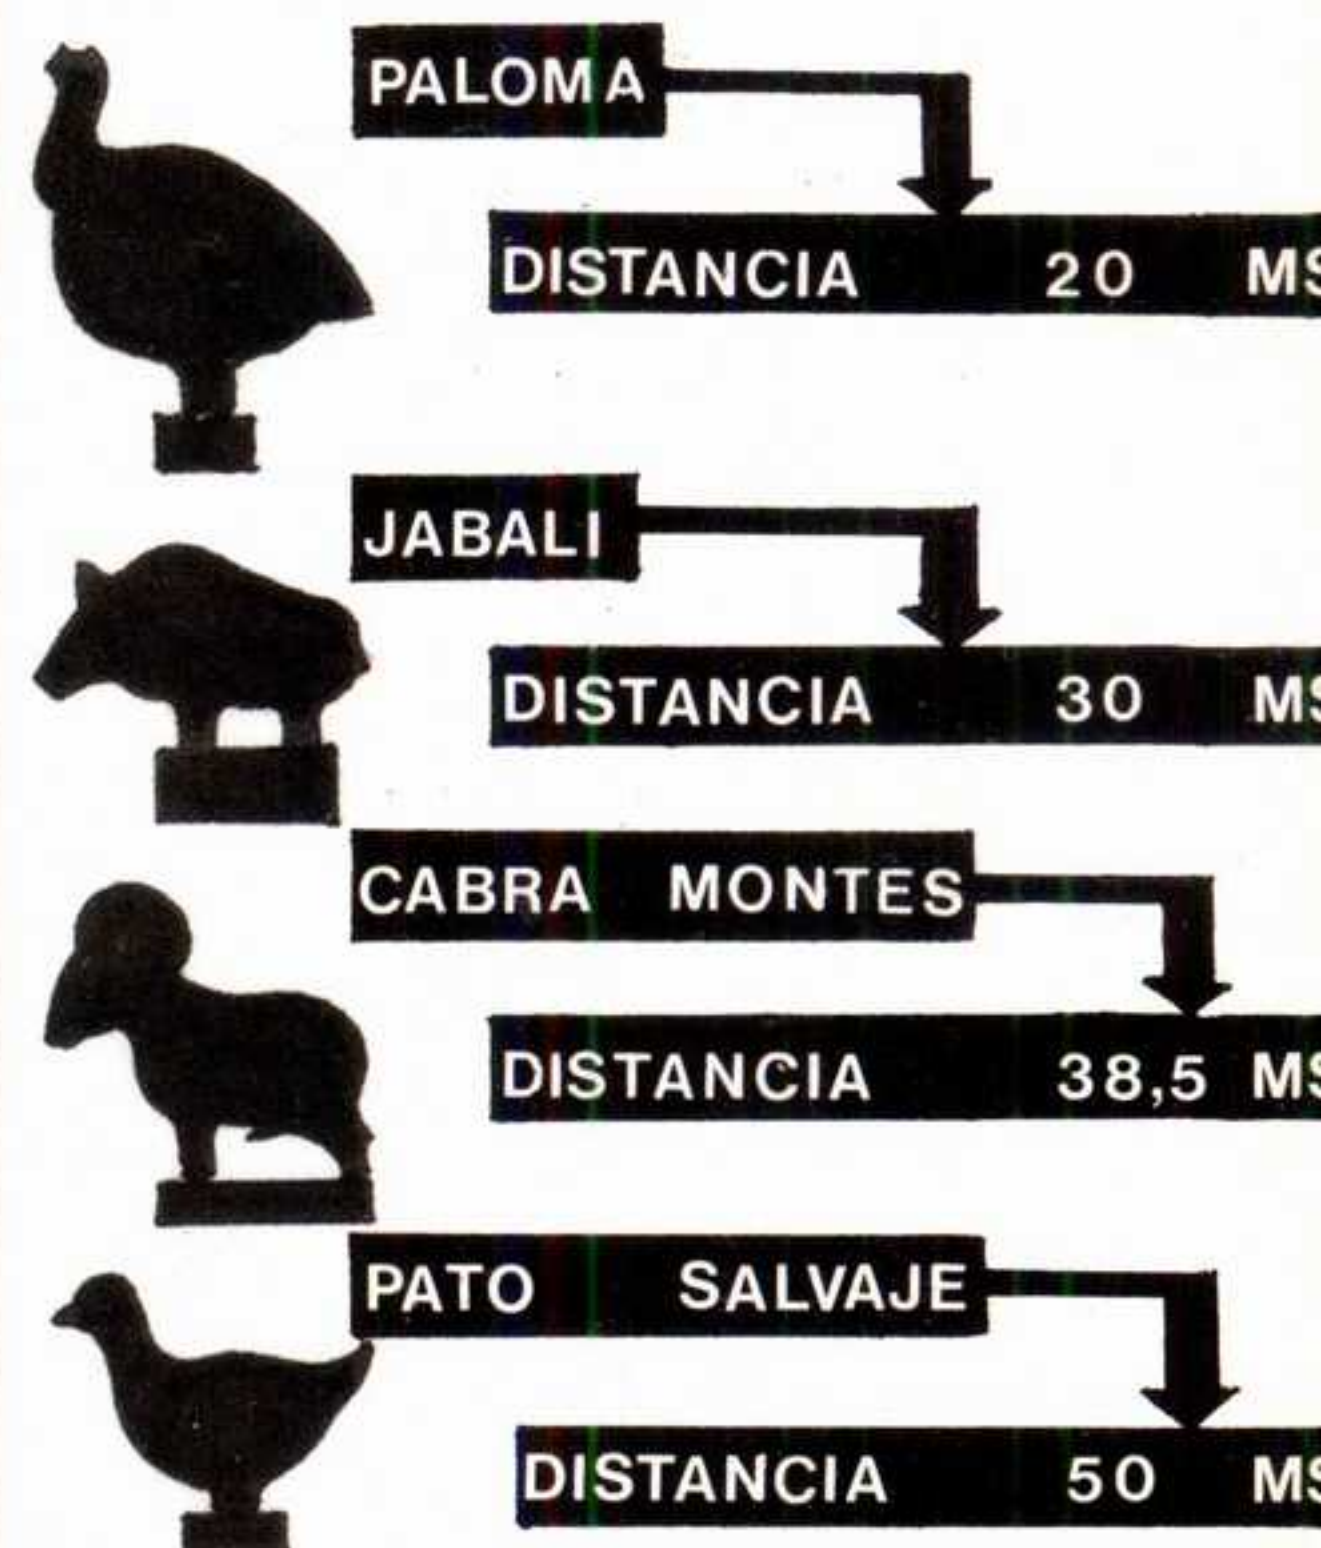 PALOMA
DISTANCIA 20 MS
JABALI
DISTANCIA 30 MS
CABRA MONTES
DISTANCIA 38,5 MS
PATO SALVAJE
DISTANCIA 50 MS